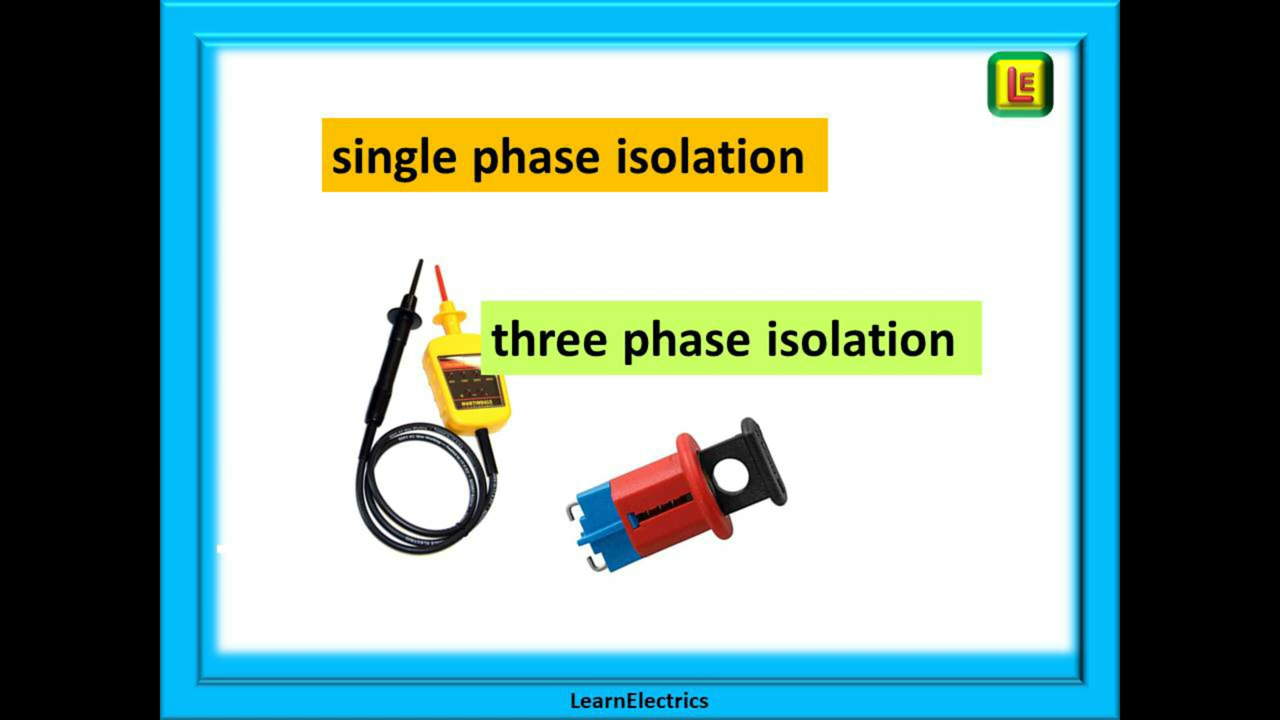 LE
single phase isolation
three phase isolation
MARTINDALE
LearnElectrics